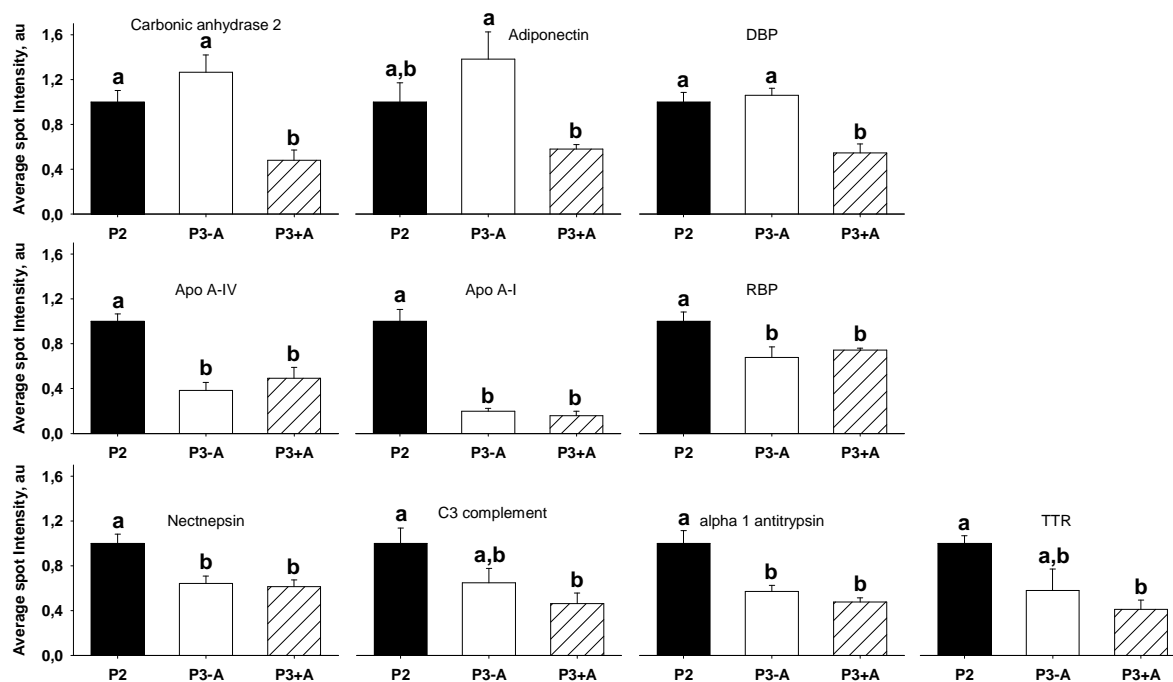 Average spot Intensity, au
1,6
1,2
0,8
0,4
0,0
Carbonic anhydrase 2
a
a
b
P2
P3-A
P3+A
Adiponectin
a,b
a
b
P2
P3-A
P3+A
DBP
a
a
b
P2
P3-A
P3+A
Average spot Intensity, au
1,6
1,2
0,8
0,4
0,0
Apo A-IV
a
b
b
P2
P3-A
P3+A
Apo A-I
a
b
b
P2
P3-A
P3+A
RBP
a
b
b
P2
P3-A
P3+A
Average spot Intensity, au
1,6
1,2
0,8
0,4
0,0
Nectnepsin
a
b
b
P2
P3-A
P3+A
C3 complement
a
a,b
b
P2
P3-A
P3+A
alpha 1 antitrypsin
a
b
b
P2
P3-A
P3+A
TTR
a
a,b
b
P2
P3-A
P3+A